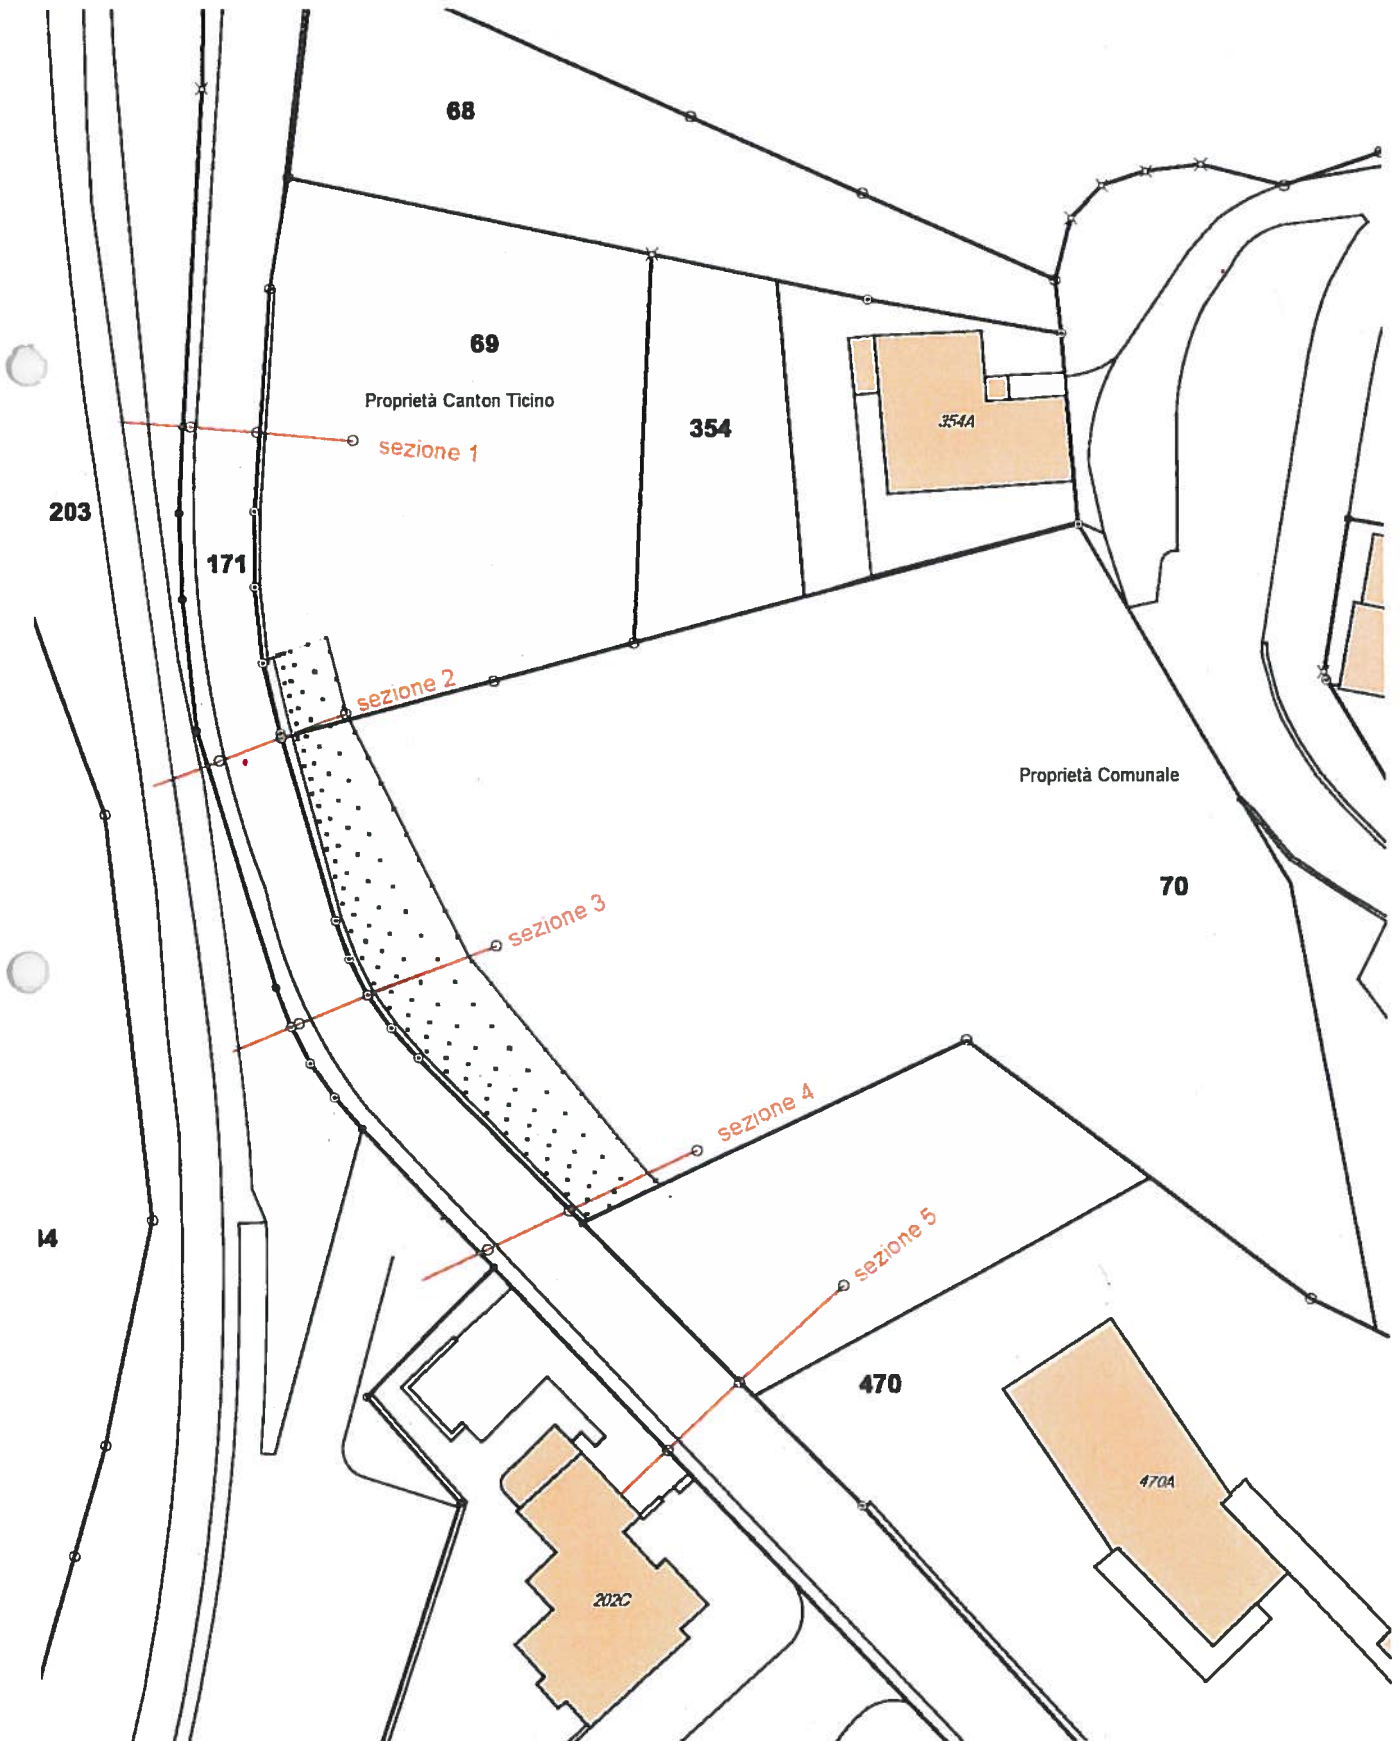 68
69
Proprietà Canton Ticino
354
354A
sezione 1
203
171
sezione 2
Proprietà Comunale
70
sezione 3
sezione 4
sezione 5
470
470A
202C